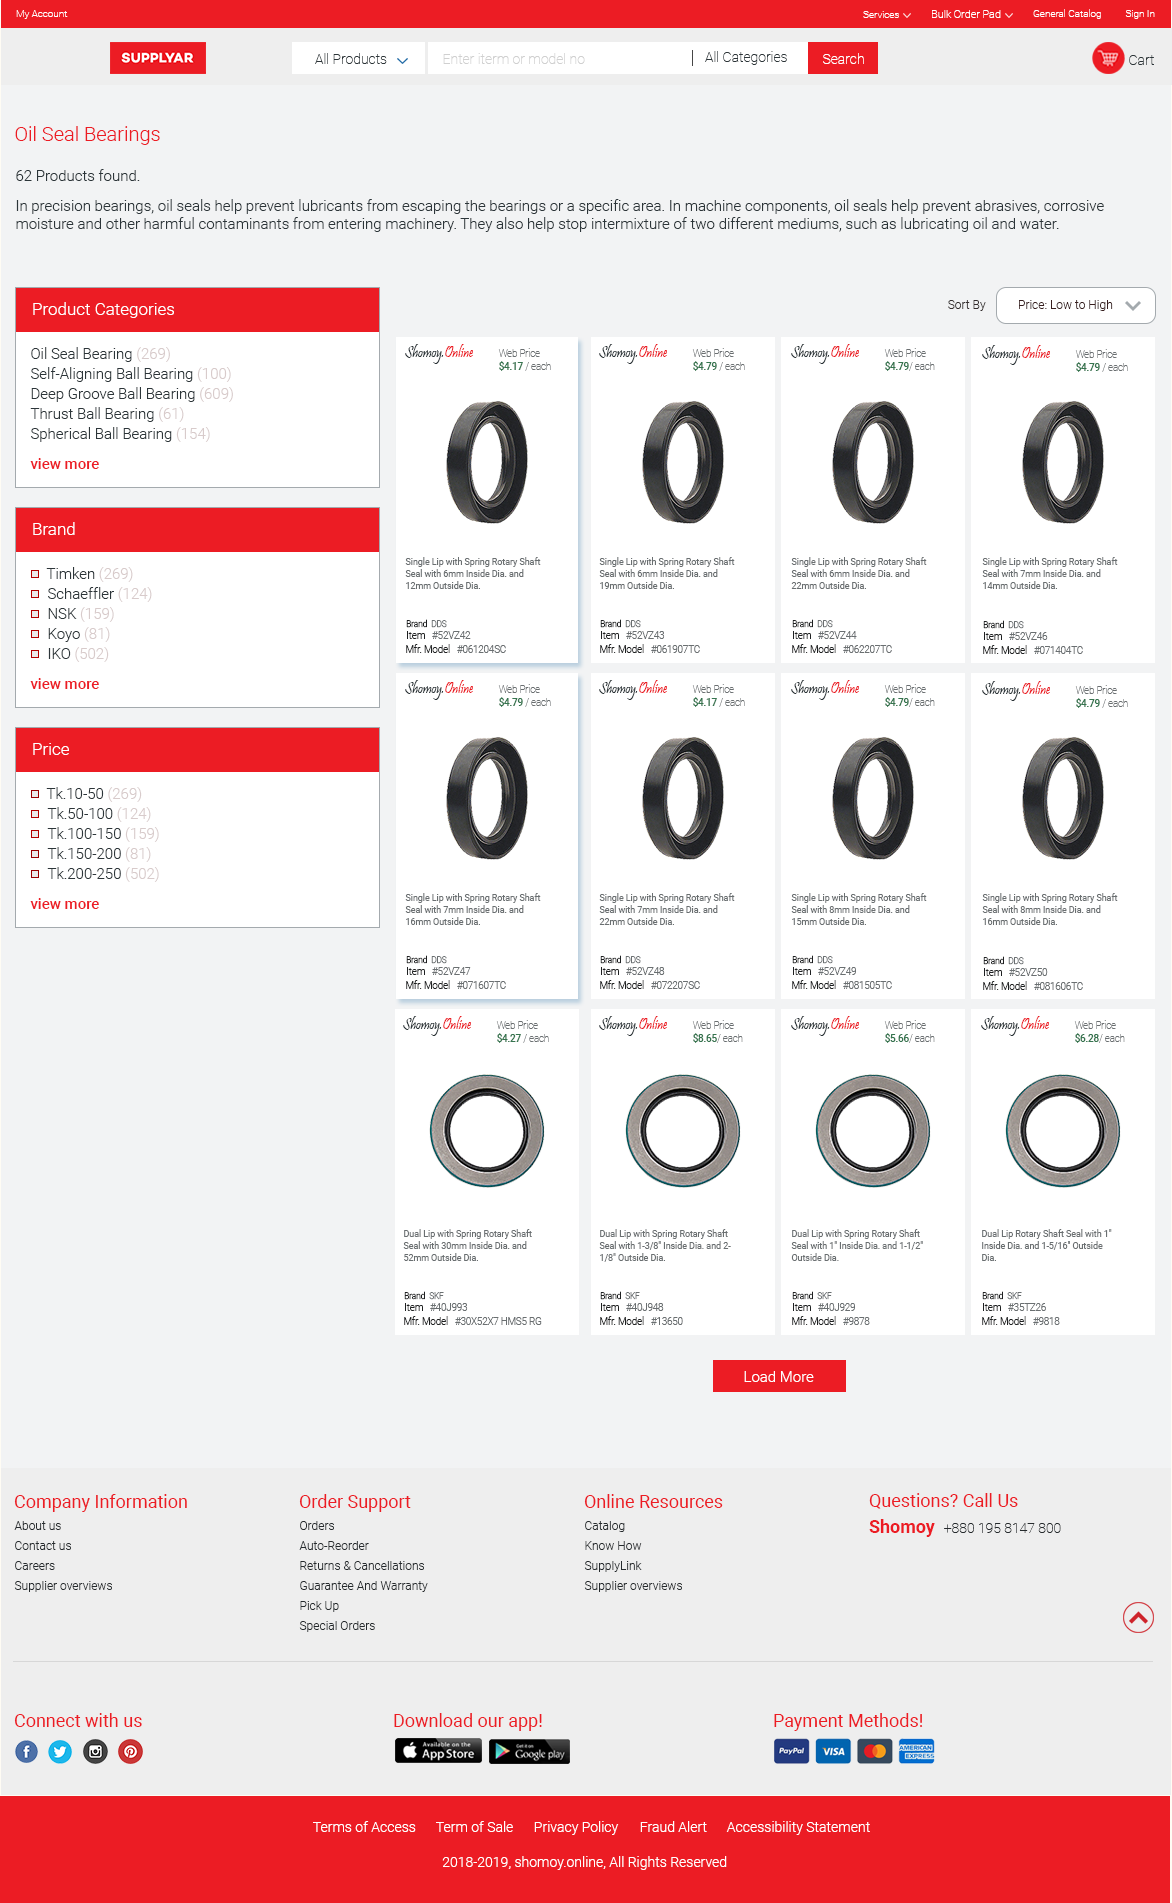 My Account
Services
Bulk Order Pad
General Catalog
Sign In
SUPPLYAR
All Products
Enter iterm or model no
All Categories
Search
Cart
Oil Seal Bearings
62 Products found.
In precision bearings, oil seals help prevent lubricants from escaping the bearings or a specific area. In machine components, oil seals help prevent abrasives, corrosive
moisture and other harmful contaminants from entering machinery. They also help stop intermixture of two different mediums, such as lubricating oil and water.
Product Categories
Oil Seal Bearing (269)
Self-Aligning Ball Bearing (100)
Deep Groove Ball Bearing (609)
Thrust Ball Bearing (61)
Spherical Ball Bearing (154)
view more
Brand
Timken (269)
Schaeffler (124)
NSK (159)
Koyo (81)
IKO (502)
view more
Price
Tk.10-50 (269)
Tk.50-100 (124)
Tk.100-150 (159)
Tk.150-200 (81)
Tk.200-250 (502)
view more
Sort By
Price: Low to High
Shomoy.Online
Web Price
$4.17 / each
Single Lip with Spring Rotary Shaft
Seal with 6mm Inside Dia. and
12mm Outside Dia.
Brand DDS
Item #52VZ42
Mfr. Model #061204SC
Shomoy.Online
Web Price
$4.79 / each
Single Lip with Spring Rotary Shaft
Seal with 6mm Inside Dia. and
19mm Outside Dia.
Brand DDS
Item #52VZ43
Mfr. Model #061907TC
Shomoy.Online
Web Price
$4.79/ each
Single Lip with Spring Rotary Shaft
Seal with 6mm Inside Dia. and
22mm Outside Dia.
Brand DDS
Item #52VZ44
Mfr. Model #062207TC
Shomoy.Online
Web Price
$4.79 / each
Single Lip with Spring Rotary Shaft
Seal with 7mm Inside Dia. and
14mm Outside Dia.
Brand DDS
Item #52VZ46
Mfr. Model #071404TC
Shomoy.Online
Web Price
$4.79 / each
Single Lip with Spring Rotary Shaft
Seal with 7mm Inside Dia. and
16mm Outside Dia.
Brand DDS
Item #52VZ47
Mfr. Model #071607TC
Shomoy.Online
Web Price
$4.17 / each
Single Lip with Spring Rotary Shaft
Seal with 7mm Inside Dia. and
22mm Outside Dia.
Brand DDS
Item #52VZ48
Mfr. Model #072207SC
Shomoy.Online
Web Price
$4.79/ each
Single Lip with Spring Rotary Shaft
Seal with 8mm Inside Dia. and
15mm Outside Dia.
Brand DDS
Item #52VZ49
Mfr. Model #081505TC
Shomoy.Online
Web Price
$4.79 / each
Single Lip with Spring Rotary Shaft
Seal with 8mm Inside Dia. and
16mm Outside Dia.
Brand DDS
Item #52VZ50
Mfr. Model #081606TC
Shomoy.Online
Web Price
$4.27 / each
Dual Lip with Spring Rotary Shaft
Seal with 30mm Inside Dia. and
52mm Outside Dia.
Brand SKF
Item #40J993
Mfr. Model #30X52X7 HMS5 RG
Shomoy.Online
Web Price
$8.65/ each
Dual Lip with Spring Rotary Shaft
Seal with 1-3/8" Inside Dia. and 2-
1/8" Outside Dia.
Brand SKF
Item #40J948
Mfr. Model #13650
Shomoy.Online
Web Price
$5.66/ each
Dual Lip with Spring Rotary Shaft
Seal with 1" Inside Dia. and 1-1/2"
Outside Dia.
Brand SKF
Item #40J929
Mfr. Model #9878
Shomoy.Online
Web Price
$6.28/ each
Dual Lip Rotary Shaft Seal with 1"
Inside Dia. and 1-5/16" Outside
Dia.
Brand SKF
Item #35TZ26
Mfr. Model #9818
Load More
Company Information
About us
Contact us
Careers
Supplier overviews
Order Support
Orders
Auto-Reorder
Returns & Cancellations
Guarantee And Warranty
Pick Up
Special Orders
Online Resources
Catalog
Know How
SupplyLink
Supplier overviews
Questions? Call Us
Shomoy +880 195 8147 800
Connect with us
Download our app!
Available on the
App Store
Get it on
Google play
Payment Methods!
PayPal
VISA
AMERICAN
EXPRESS
Terms of Access
Term of Sale
Privacy Policy
Fraud Alert
Accessibility Statement
2018-2019, shomoy.online, All Rights Reserved